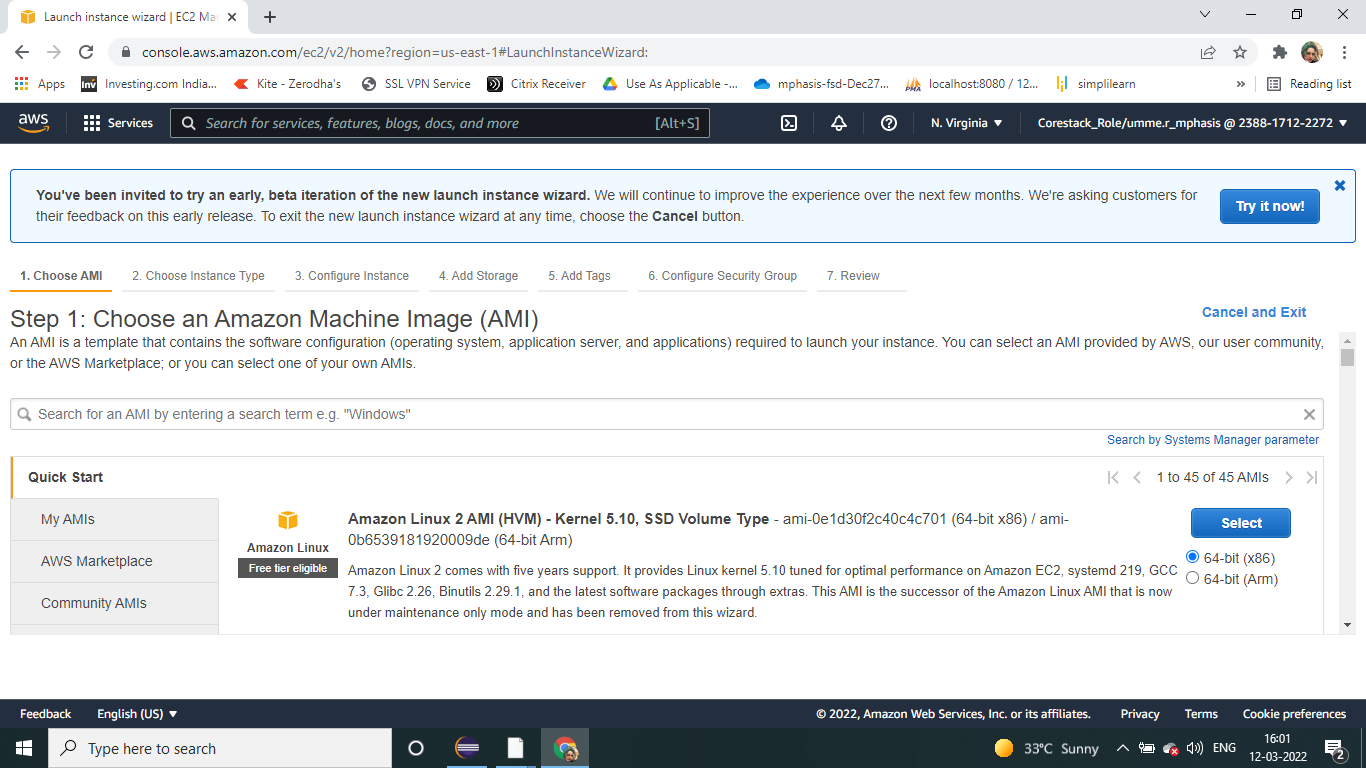 Launch instance wizard | EC2 Ma
console.aws.amazon.com/ec2/v2/home?region=us-east-1#LaunchInstanceWizard:
Apps
inv Investing.com India...
Kite - Zerodha's
SSL VPN Service
Citrix Receiver
Use As Applicable -...
mphasis-fsd-Dec27...
localhost:8080 / 12...
simplilearn
»
Reading list
aws
Services
Search for services, features, blogs, docs, and more [Alt+S]
N. Virginia
Corestack_Role/umme.r_mphasis @ 2388-1712-2272
You've been invited to try an early, beta iteration of the new launch instance wizard. We will continue to improve the experience over the next few months. We're asking customers for
their feedback on this early release. To exit the new launch instance wizard at any time, choose the Cancel button.
Try it now!
1. Choose AMI
2. Choose Instance Type
3. Configure Instance
4. Add Storage
5. Add Tags
6. Configure Security Group
7. Review
Step 1: Choose an Amazon Machine Image (AMI)
Cancel and Exit
An AMI is a template that contains the software configuration (operating system, application server, and applications) required to launch your instance. You can select an AMI provided by AWS, our user community,
or the AWS Marketplace; or you can select one of your own AMIs.
Search for an AMI by entering a search term e.g. "Windows"
Search by Systems Manager parameter
Quick Start
1 to 45 of 45 AMIs
My AMIs
AWS Marketplace
Community AMIs
Amazon Linux
Free tier eligible
Amazon Linux 2 AMI (HVM) - Kernel 5.10, SSD Volume Type - ami-0e1d30f2c40c4c701 (64-bit x86) / ami-
0b6539181920009de (64-bit Arm)
Amazon Linux 2 comes with five years support. It provides Linux kernel 5.10 tuned for optimal performance on Amazon EC2, systemd 219, GCC
7.3, Glibc 2.26, Binutils 2.29.1, and the latest software packages through extras. This AMI is the successor of the Amazon Linux AMI that is now
under maintenance only mode and has been removed from this wizard.
Select
64-bit (x86)
64-bit (Arm)
Feedback
English (US)
© 2022, Amazon Web Services, Inc. or its affiliates.
Privacy
Terms
Cookie preferences
Type here to search
33°C Sunny
ENG
16:01
12-03-2022
2